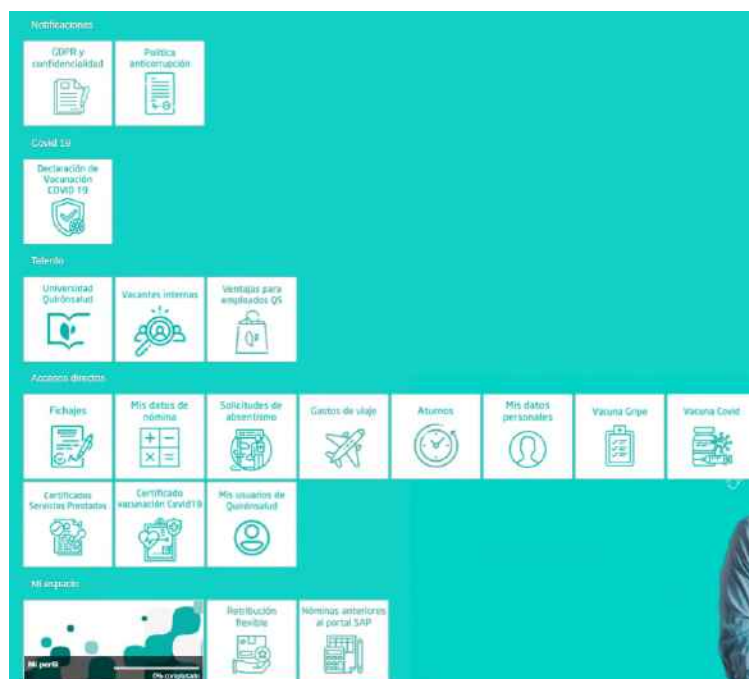 Notificaciones
GDPR y
confidencialidad
Política
anticorrupción
Covid 19
Declaración de
Vacunación
COVID 19
Talento
Universidad
Quirónsalud
Vacantes internas
Ventajas para
empleados QS
Accesos directos
Fichajes
Mis datos de
nómina
Solicitudes de
absentismo
Gastos de viaje
Aturnos
Mis datos
personales
Vacuna Gripe
Vacuna Covid
Certificados
Servicios Prestados
Certificado
vacunación Covid19
Mis usuarios de
Quirónsalud
Mi espacio
Mi perfil
0% completado
Retribución
flexible
Nóminas anteriores
al portal SAP